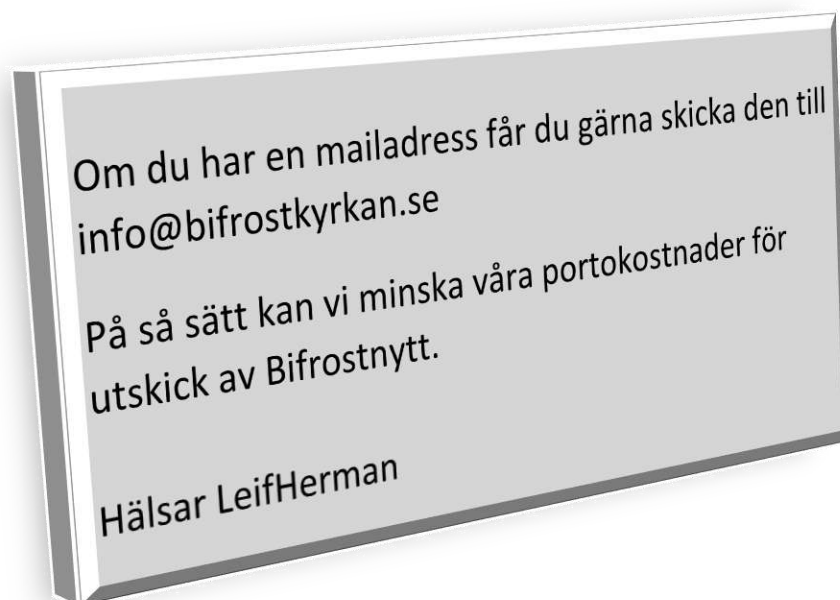 Om du har en mailadress får du gärna skicka den till
info@bifrostkyrkan.se
På så sätt kan vi minska våra portokostnader för
utskick av Bifrostnytt.
Hälsar LeifHerman